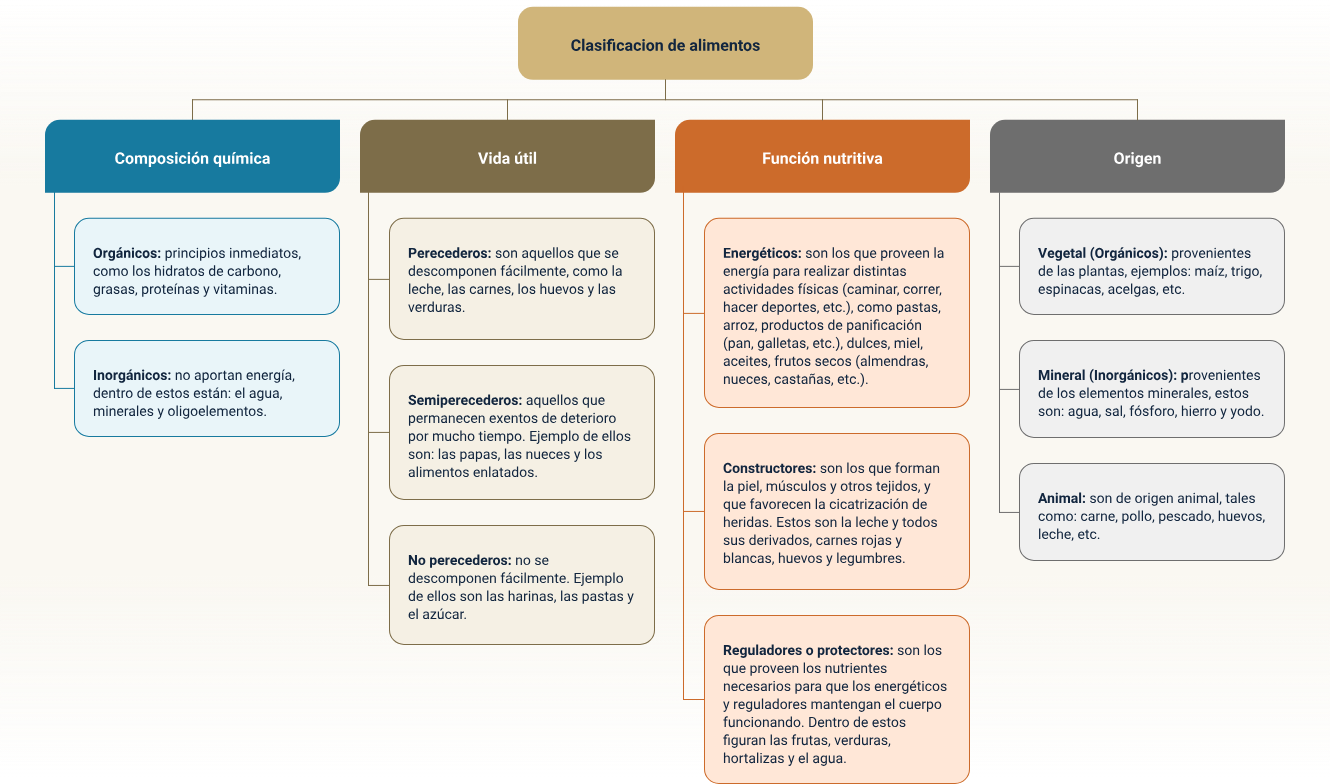 Clasificacion de alimentos
Composición química
Orgánicos: principios inmediatos,
como los hidratos de carbono,
grasas, proteínas y vitaminas.
Inorgánicos: no aportan energía,
dentro de estos están: el agua,
minerales y oligoelementos.
Vida útil
Perecederos: son aquellos que se
descomponen fácilmente, como la
leche, las carnes, los huevos y las
verduras.
Semiperecederos: aquellos que
permanecen exentos de deterioro
por mucho tiempo. Ejemplo de ellos
son: las papas, las nueces y los
alimentos enlatados.
No perecederos: no se
descomponen fácilmente. Ejemplo
de ellos son las harinas, las pastas y
el azúcar.
Función nutritiva
Energéticos: son los que proveen la
energía para realizar distintas
actividades físicas (caminar, correr,
hacer deportes, etc.), como pastas,
arroz, productos de panificación
(pan, galletas, etc.), dulces, miel,
aceites, frutos secos (almendras,
nueces, castañas, etc.).
Constructores: son los que forman
la piel, músculos y otros tejidos, y
que favorecen la cicatrización de
heridas. Estos son la leche y todos
sus derivados, carnes rojas y
blancas, huevos y legumbres.
Reguladores o protectores: son los
que proveen los nutrientes
necesarios para que los energéticos
y reguladores mantengan el cuerpo
funcionando. Dentro de estos
figuran las frutas, verduras,
hortalizas y el agua.
Origen
Vegetal (Orgánicos): provenientes
de las plantas, ejemplos: maíz, trigo,
espinacas, acelgas, etc.
Mineral (Inorgánicos): provenientes
de los elementos minerales, estos
son: agua, sal, fósforo, hierro y yodo.
Animal: son de origen animal, tales
como: carne, pollo, pescado, huevos,
leche, etc.